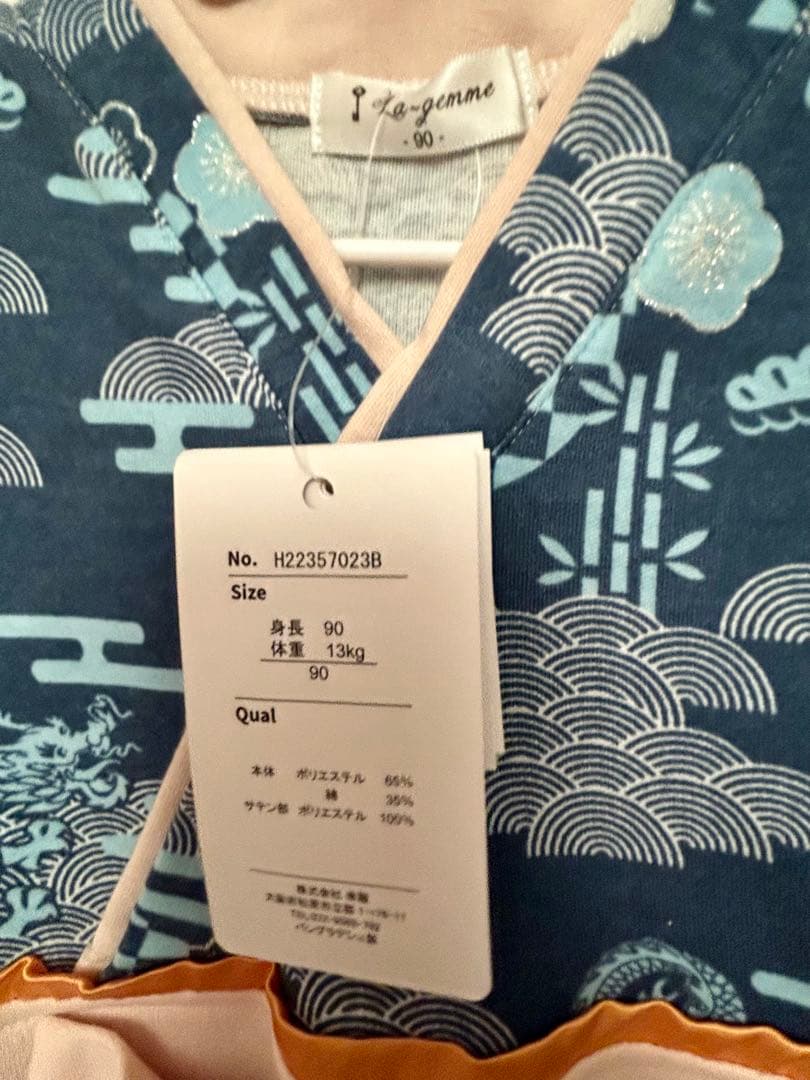 La-gemme
・90・
No. H22357023B
Size
身長 90
体重 13kg
90
Qual
本体 ポリエステル 65%
綿 35%
サテン部 ポリエステル 100%
株式会社
バングラデシュ製